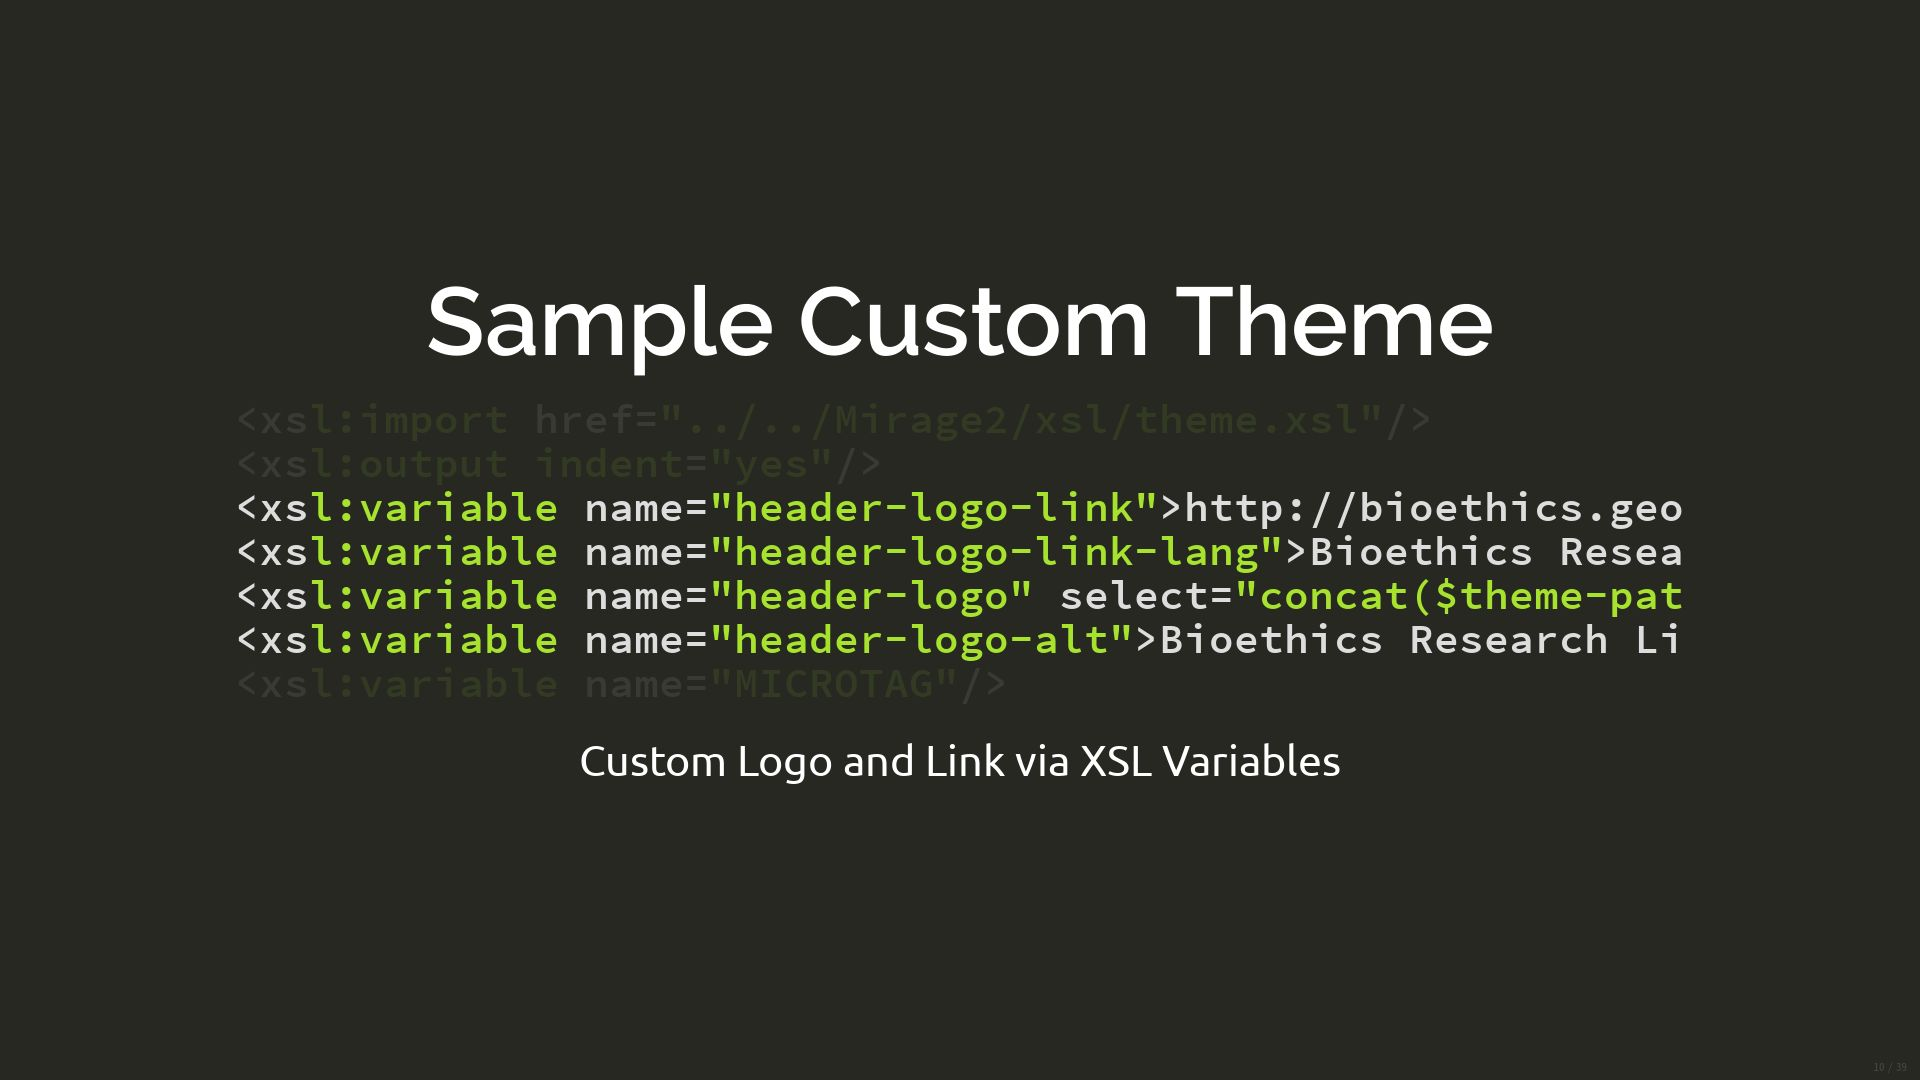 Sample Custom Theme
<xsl:import href="../../Mirage2/xsl/theme.xsl"/>
<xsl:output indent="yes"/>
<xsl:variable name="header-logo-link">http://bioethics.geo
<xsl:variable name="header-logo-link-lang">Bioethics Resea
<xsl:variable name="header-logo" select="concat($theme-pat
<xsl:variable name="header-logo-alt">Bioethics Research Li
<xsl:variable name="MICROTAG"/>
Custom Logo and Link via XSL Variables
10 / 39